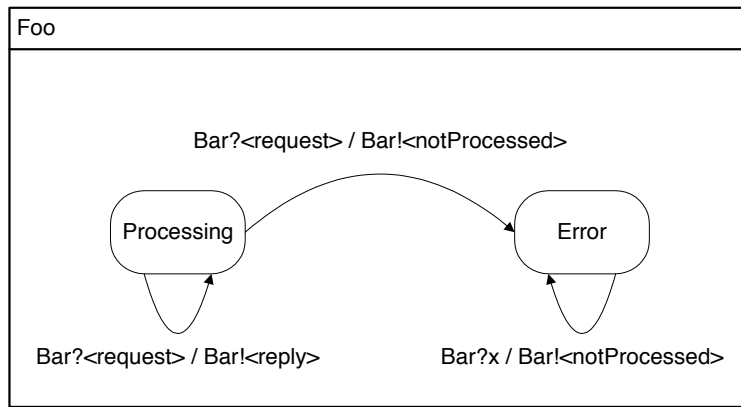 Foo
Bar?<request> / Bar!<notProcessed>
Processing
Error
Bar?<request> / Bar!<reply>
Bar?x / Bar!<notProcessed>